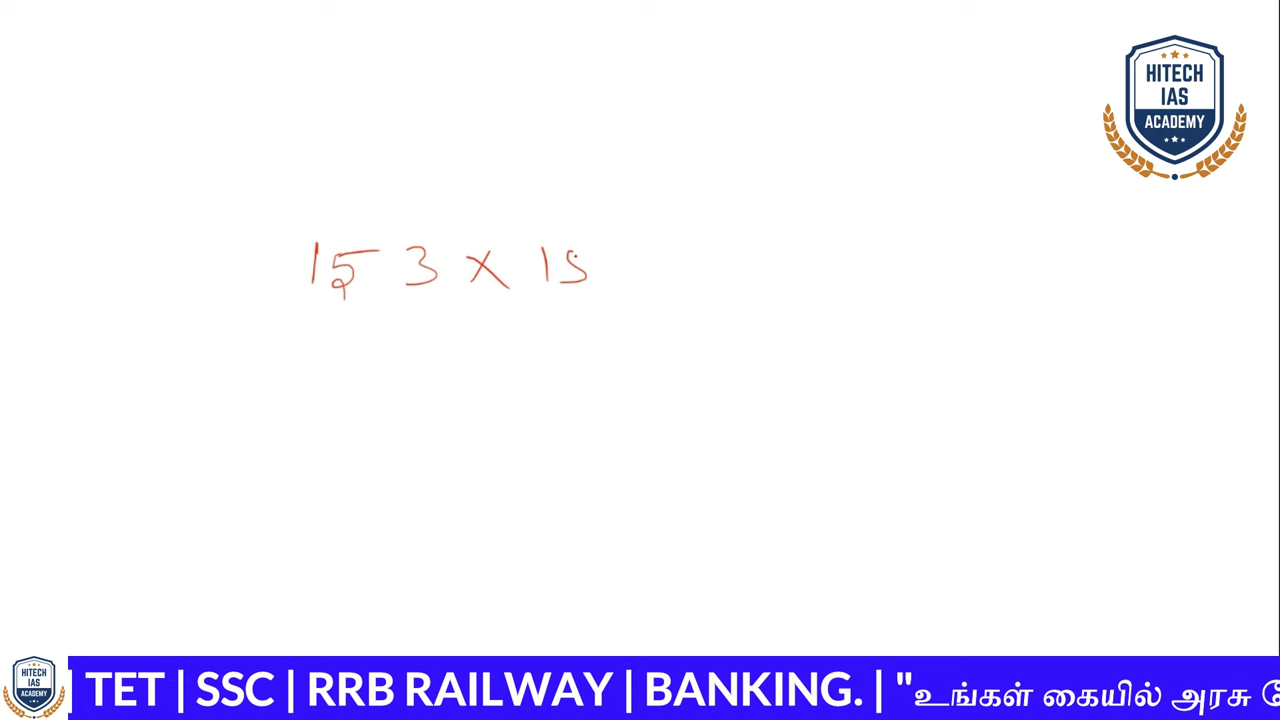 HITECH
IAS
ACADEMY
153 x 15
HITECH
IAS
ACADEMY
| TET | SSC | RRB RAILWAY | BANKING. | "உங்கள் கையில் அரசு